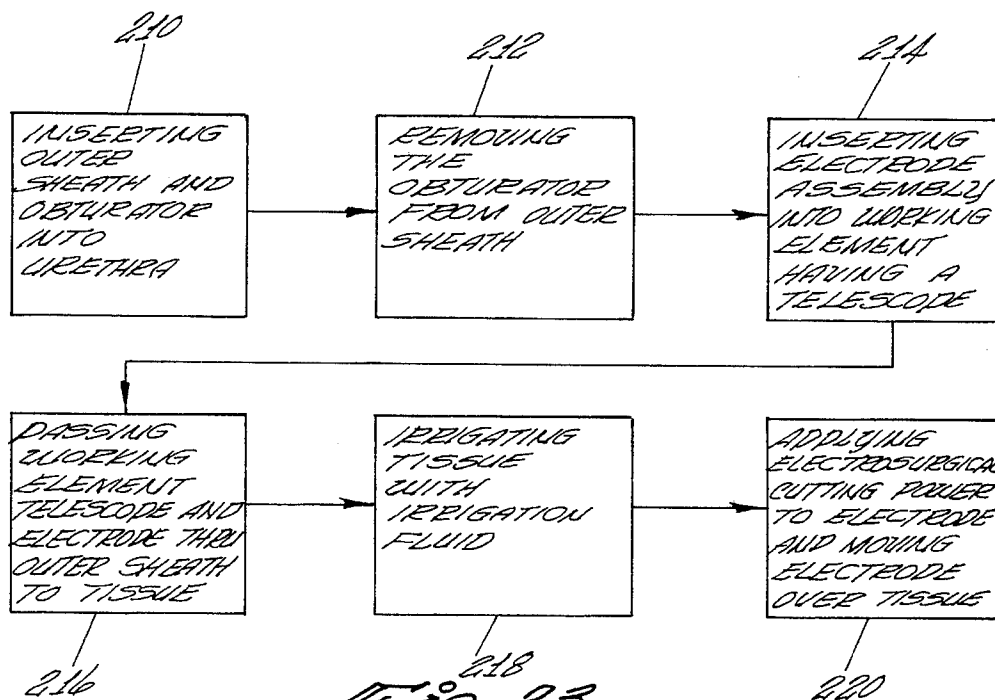 210
212
214
INSERTING
OUTER
SHEATH AND
OBTURATOR
INTO
URETHRA
REMOVING
THE
OBTURATOR
FROM OUTER
SHEATH
INSERTING
ELECTRODE
ASSEMBLY
INTO WORKING
ELEMENT
HAVING A
TELESCOPE
PASSING
WORKING
ELEMENT
TELESCOPE AND
ELECTRODE THRU
OUTER SHEATH
TO TISSUE
IRRIGATING
TISSUE
WITH
IRRIGATION
FLUID
APPLYING
ELECTROSURGICAL
CUTTING POWER
TO ELECTRODE
AND MOVING
ELECTRODE
OVER TISSUE
216
218
220
Fig. 23